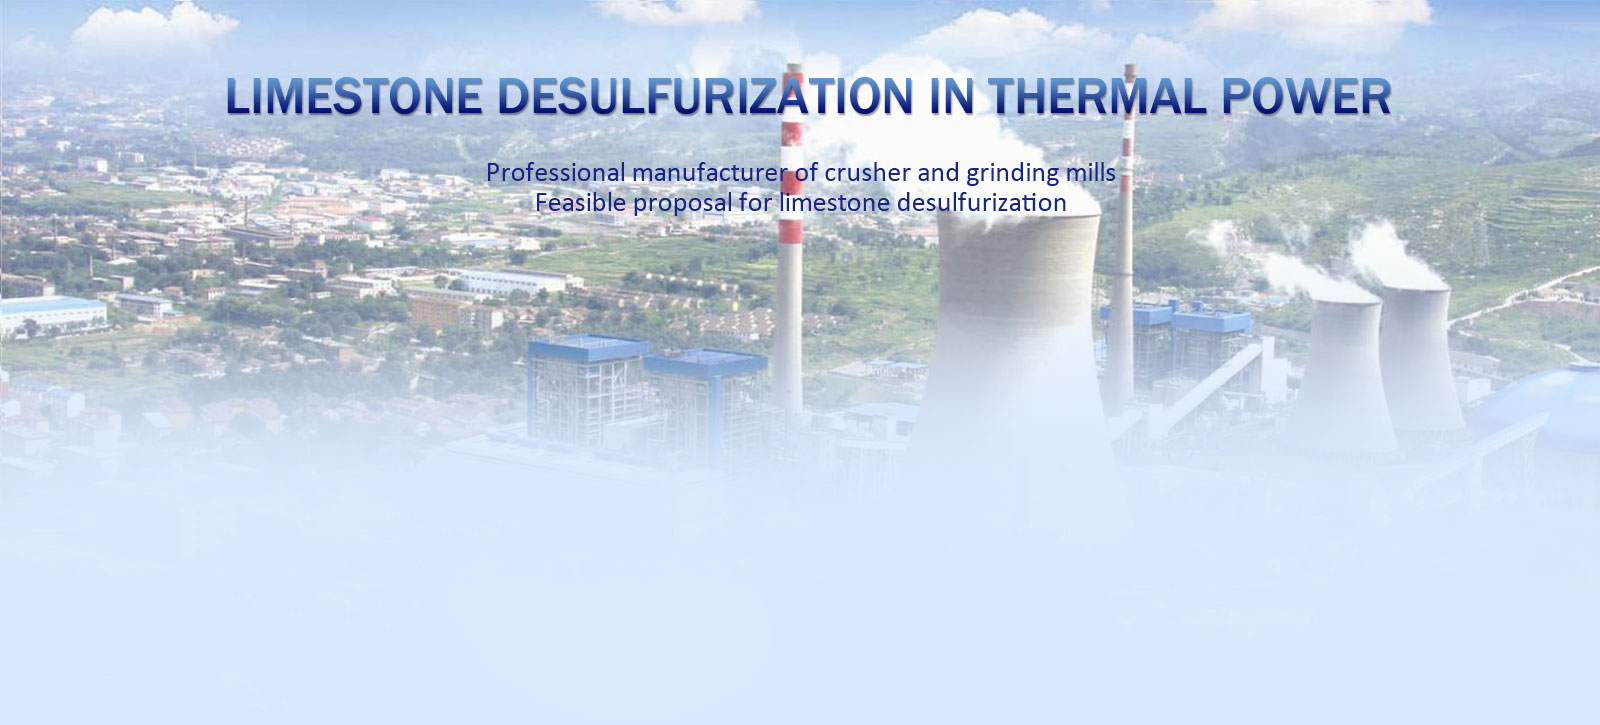 LIMESTONE DESULFURIZATION IN THERMAL POWER
Professional manufacturer of crusher and grinding mills
Feasible proposal for limestone desulfurization